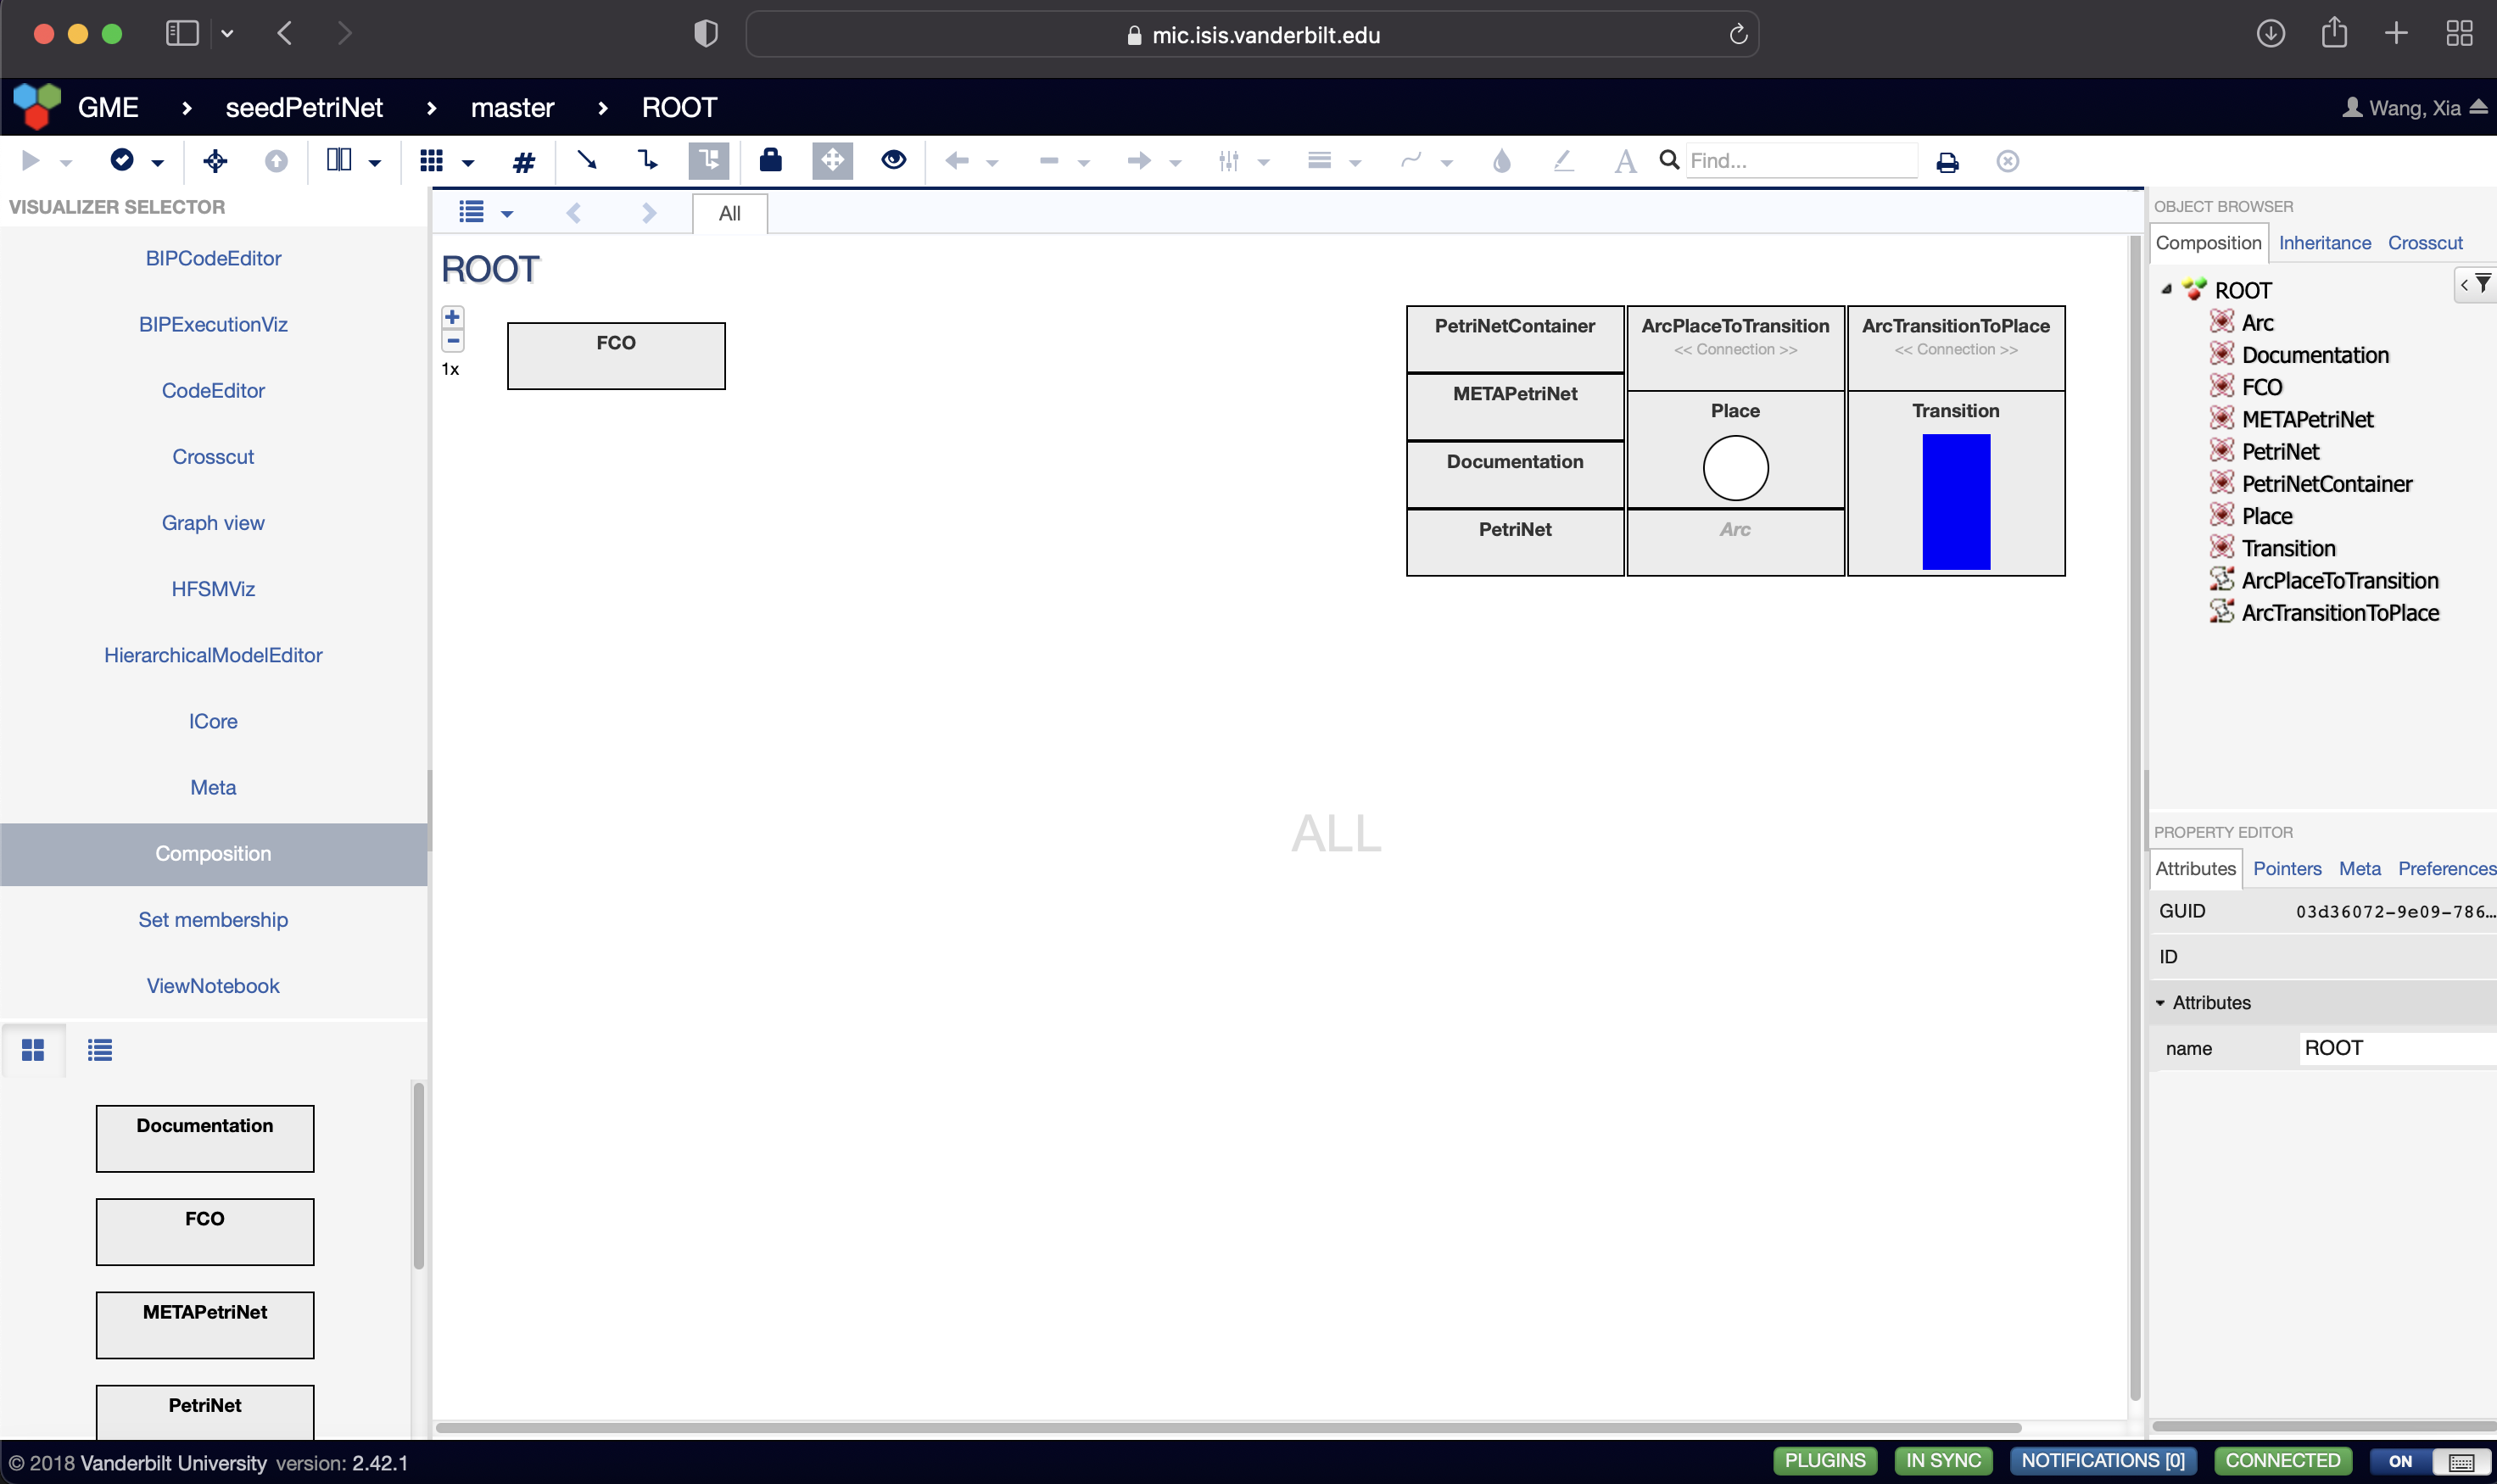 mic.isis.vanderbilt.edu
GME > seedPetriNet > master > ROOT
Wang, Xia
Find...
VISUALIZER SELECTOR
BIPCodeEditor
BIPExecutionViz
CodeEditor
Crosscut
Graph view
HFSMViz
HierarchicalModelEditor
ICore
Meta
Composition
Set membership
ViewNotebook
Documentation
FCO
METAPetriNet
PetriNet
All
ROOT
1x
FCO
PetriNetContainer
METAPetriNet
Documentation
PetriNet
ArcPlaceToTransition
<< Connection >>
Place
Arc
ArcTransitionToPlace
<< Connection >>
Transition
ALL
OBJECT BROWSER
Composition Inheritance Crosscut
ROOT
Arc
Documentation
FCO
METAPetriNet
PetriNet
PetriNetContainer
Place
Transition
ArcPlaceToTransition
ArcTransitionToPlace
PROPERTY EDITOR
Attributes Pointers Meta Preferences
GUID 03d36072-9e09-786...
ID
Attributes
name ROOT
© 2018 Vanderbilt University version: 2.42.1
PLUGINS IN SYNC NOTIFICATIONS [0] CONNECTED ON